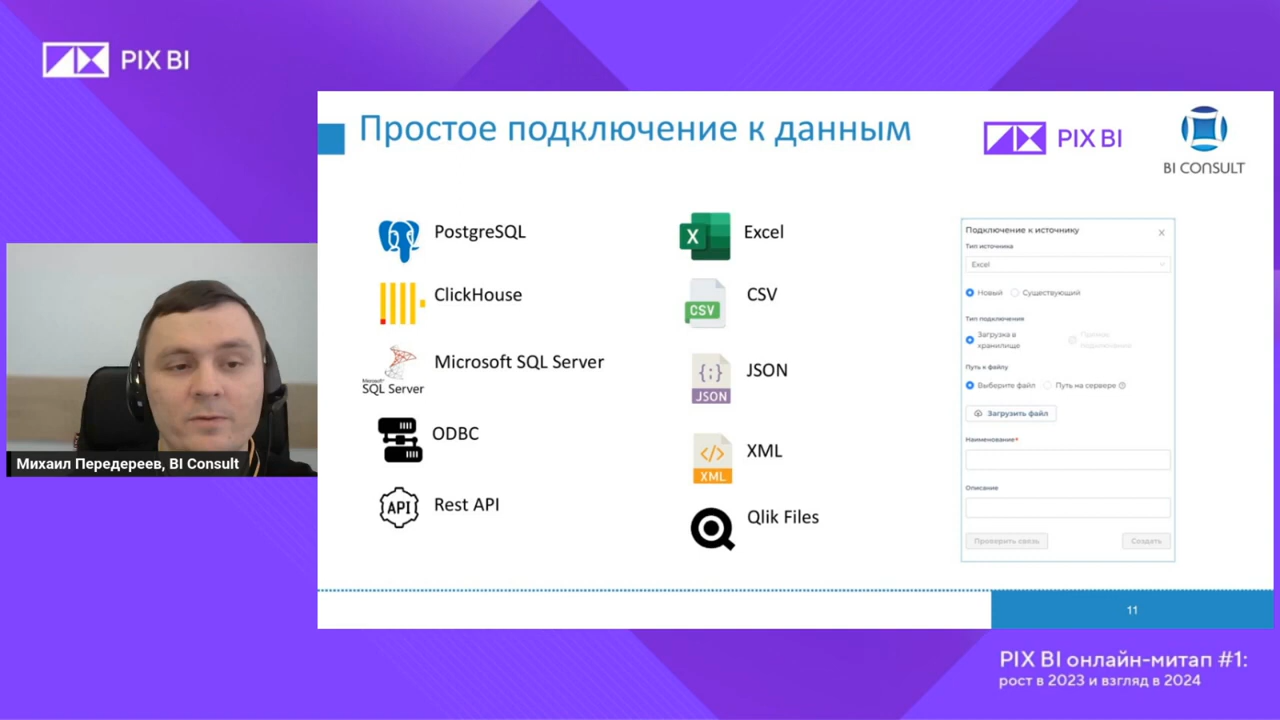 PIX BI
Простое подключение к данным
PIX BI
BI CONSULT
PostgreSQL
ClickHouse
Microsoft SQL Server
Microsoft
SQL Server
ODBC
API
Rest API
X
Excel
CSV
CSV
{;}
JSON
JSON
</>
XML
XML
Qlik Files
Подключение к источнику
Тип источника
Excel
Новый
Существующий
Тип подключения
Загрузка в
хранилище
Прямое
подключение
Путь к файлу
Выберите файл
Путь на сервере
Загрузить файл
Наименование*
Описание
Проверить связь
Создать
Михаил Передереев, BI Consult
11
PIX BI онлайн-митап #1:
рост в 2023 и взгляд в 2024